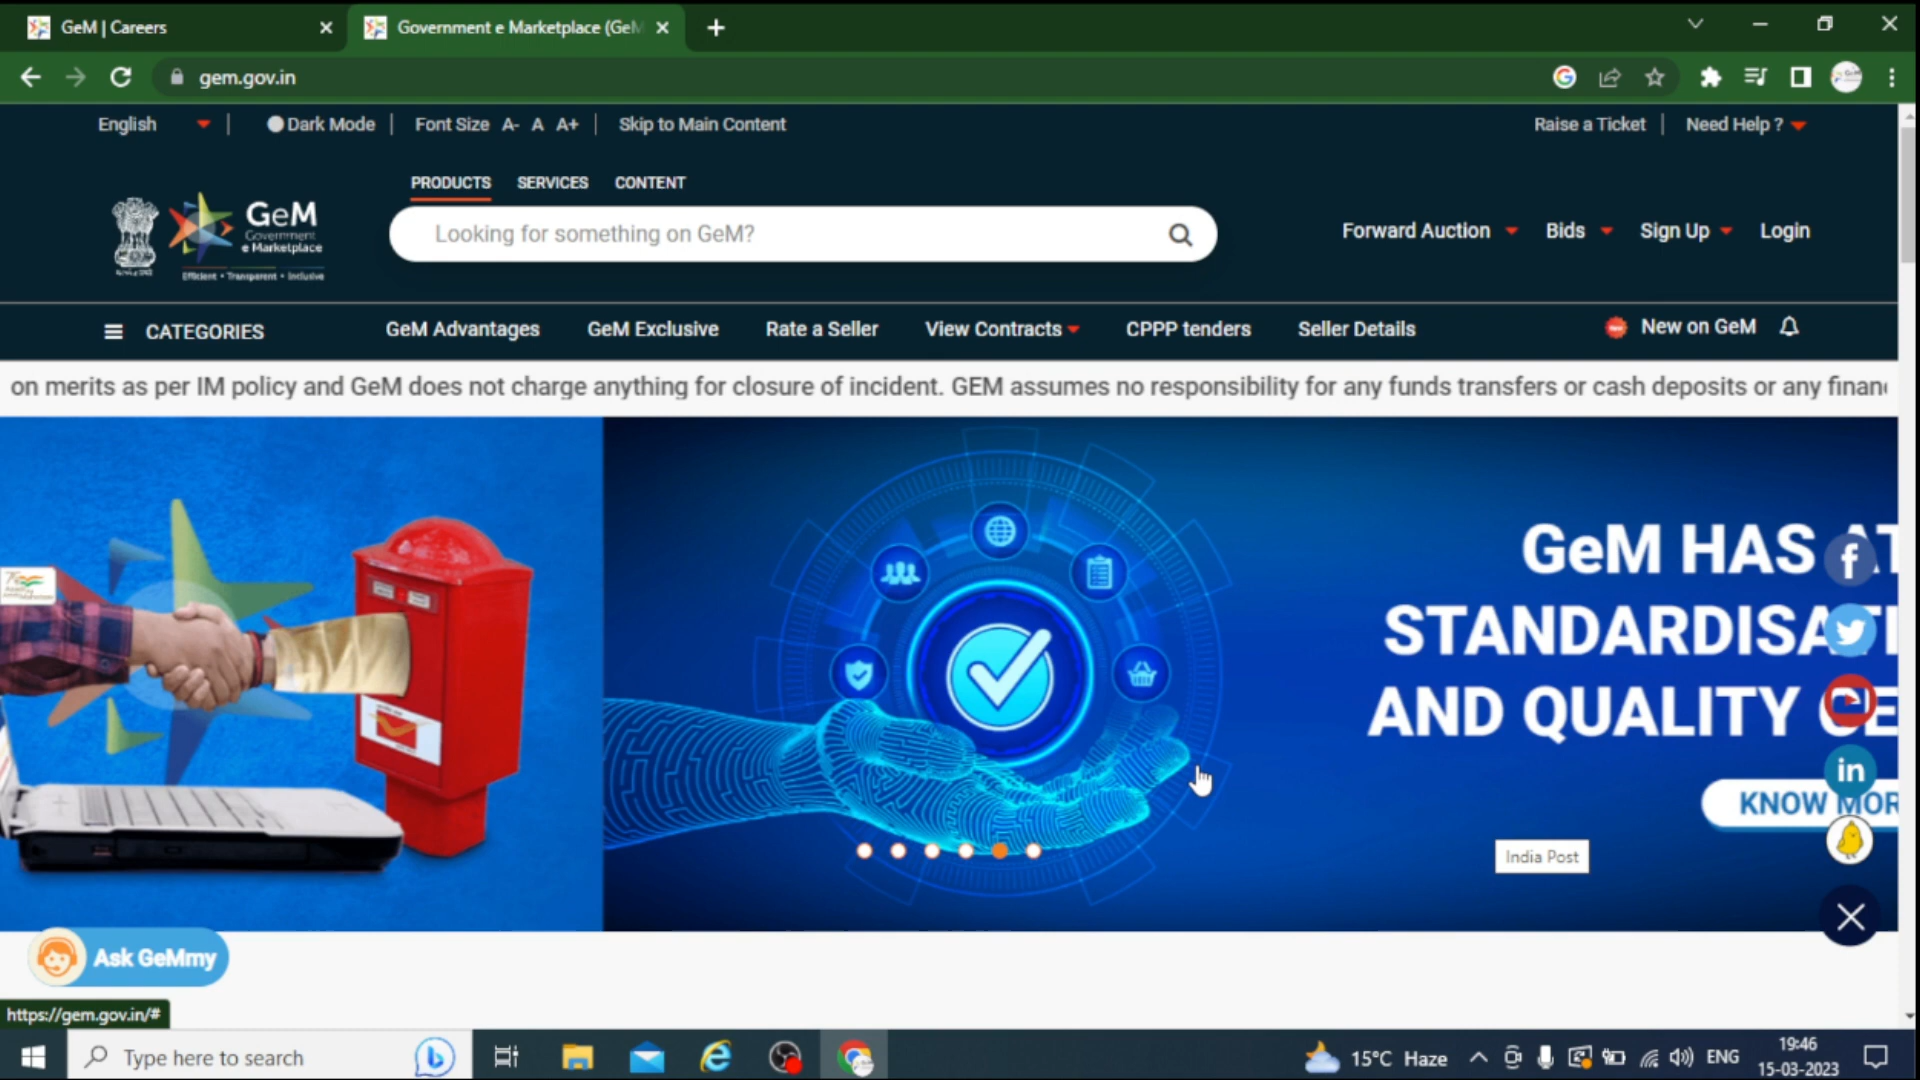 GeM | Careers
Government e Marketplace (GeM
gem.gov.in
English
Dark Mode
Font Size A- A A+
Skip to Main Content
Raise a Ticket
Need Help ?
PRODUCTS SERVICES CONTENT
GeM
Government
e Marketplace
Efficient • Transparent • Inclusive
Looking for something on GeM?
Forward Auction
Bids
Sign Up
Login
CATEGORIES
GeM Advantages
GeM Exclusive
Rate a Seller
View Contracts
CPPP tenders
Seller Details
New on GeM
on merits as per IM policy and GeM does not charge anything for closure of incident. GEM assumes no responsibility for any funds transfers or cash deposits or any finan
GeM HAS
STANDARDISA
AND QUALITY
KNOW MOR
India Post
Ask GeMmy
https://gem.gov.in/#
Type here to search
15°C Haze
ENG
19:46
15-03-2023